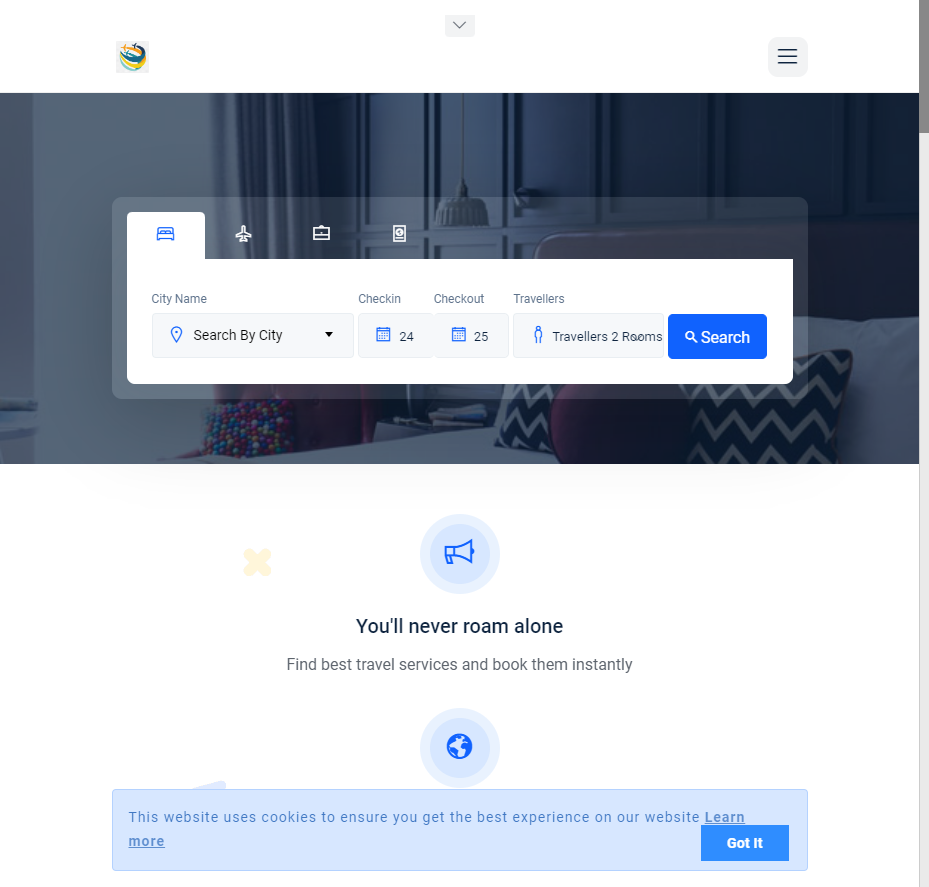 City Name
Checkin
Checkout
Travellers
Search By City
24
25
Travellers 2 Rooms
Search
You'll never roam alone
Find best travel services and book them instantly
This website uses cookies to ensure you get the best experience on our website Learn
more
Got It